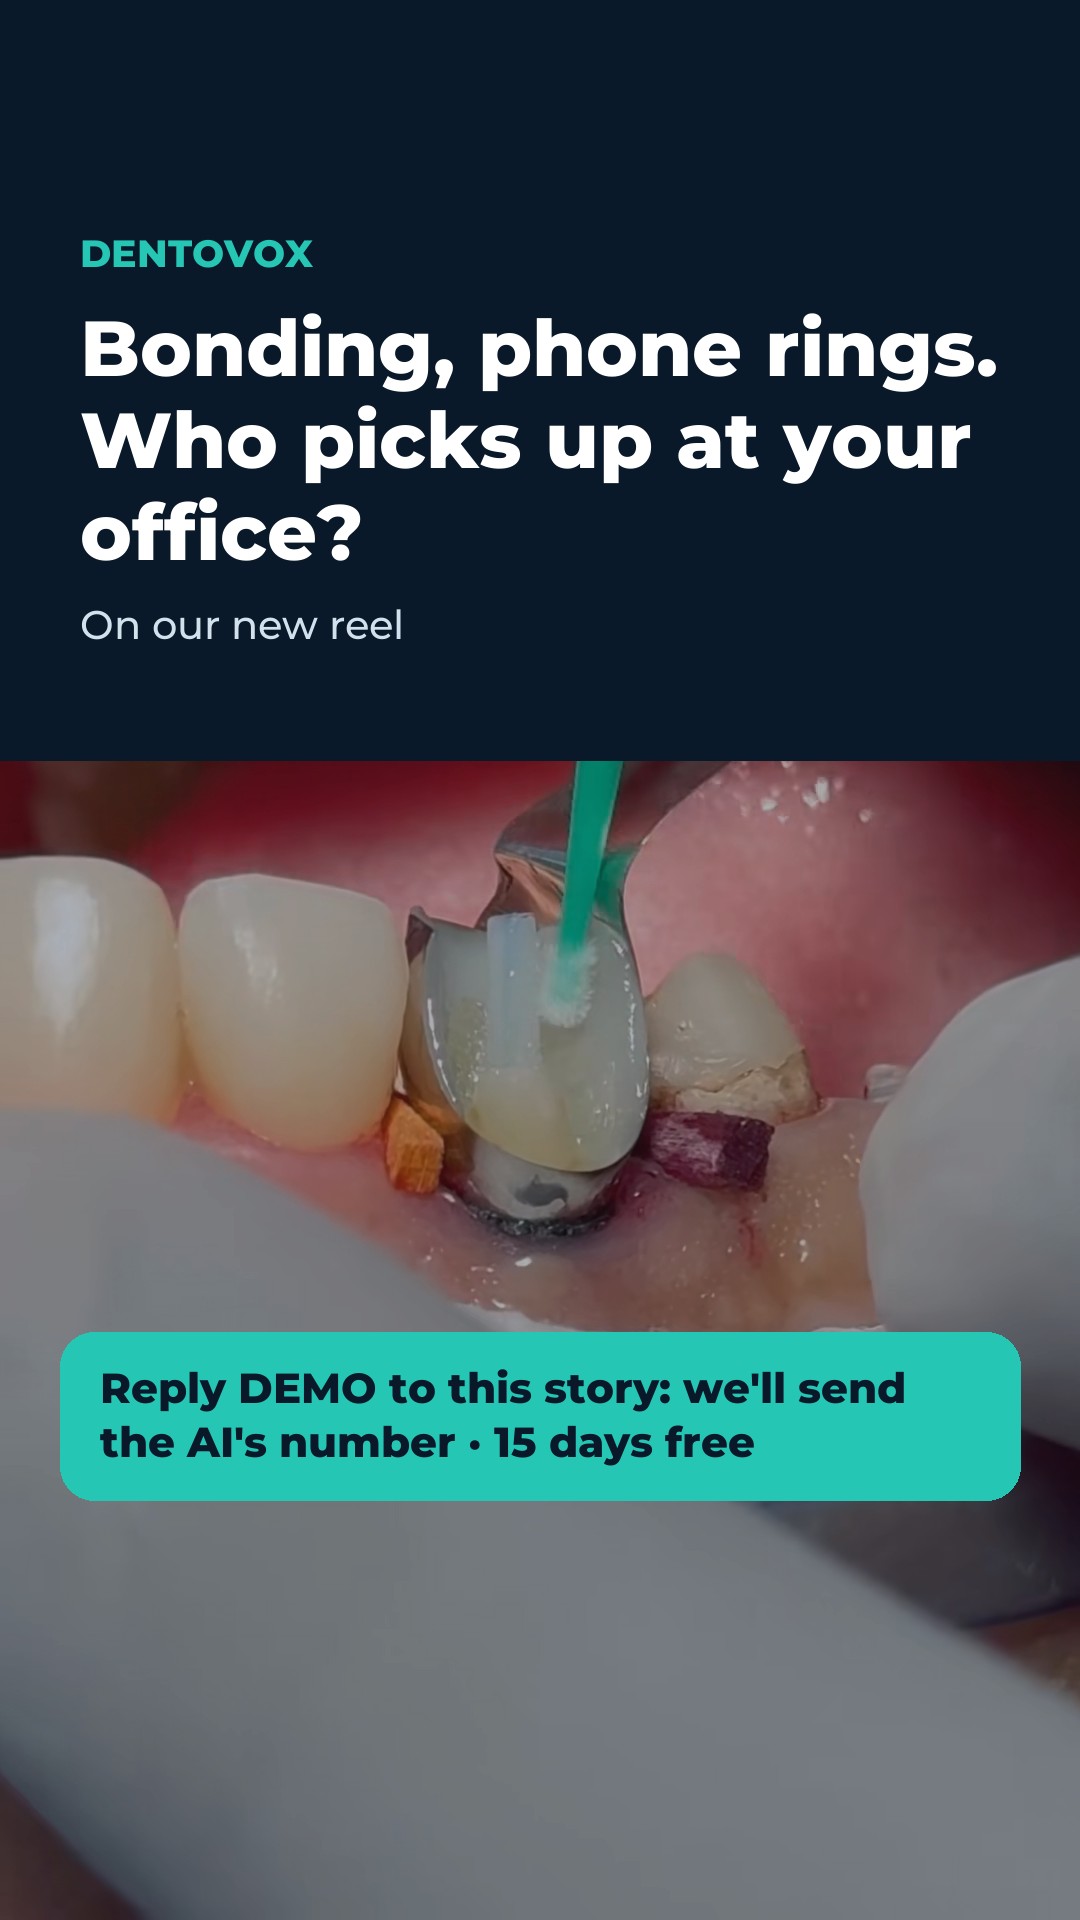 DENTOVOX
Bonding, phone rings.
Who picks up at your
office?
On our new reel
Reply DEMO to this story: we'll send
the AI's number · 15 days free